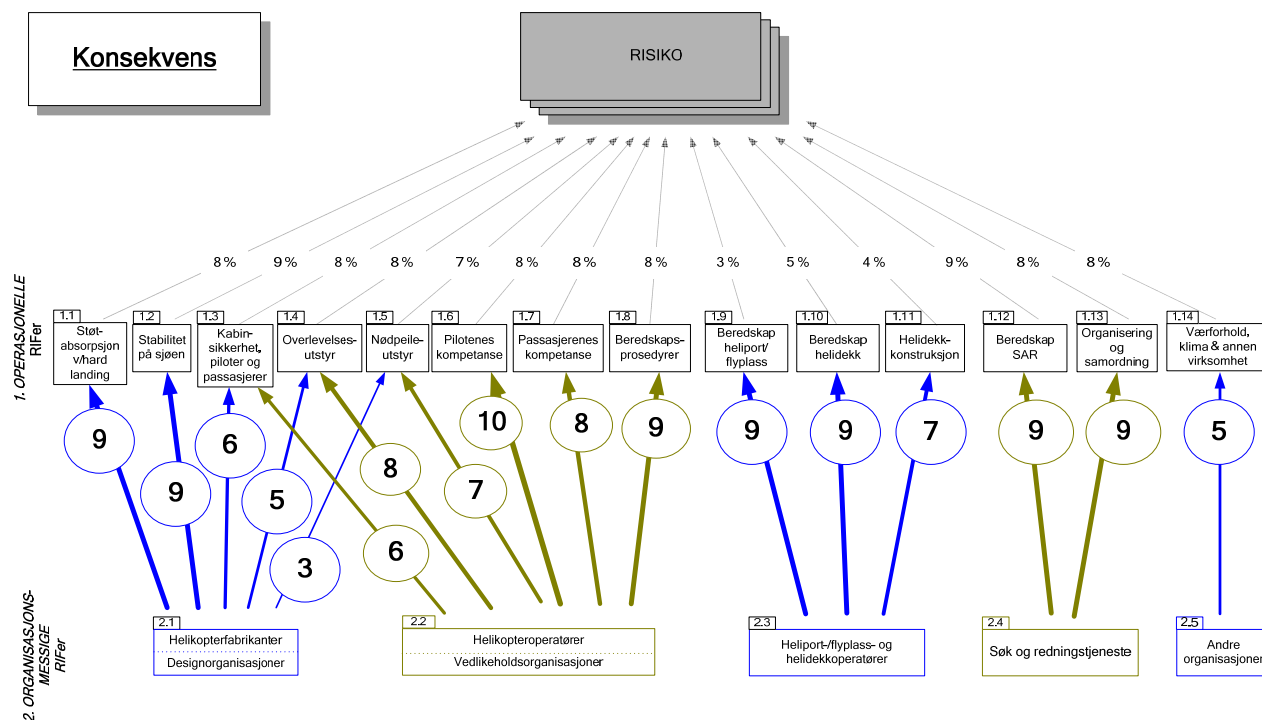 Konsekvens
RISIKO
8 %
9 %
8 %
8 %
7 %
8 %
8 %
8 %
3 %
5 %
4 %
9 %
8 %
8 %
1. OPERASJONELLE
RIFer
1.1
Støt-
absorpsjon
v/hard
landing
1.2
Stabilitet
på sjøen
1.3
Kabin-
sikkerhet,
piloter og
passasjerer
1.4
Overlevelses-
utstyr
1.5
Nødpeile-
utstyr
1.6
Pilotenes
kompetanse
1.7
Passasjerenes
kompetanse
1.8
Beredskaps-
prosedyrer
1.9
Beredskap
heliport/
flyplass
1.10
Beredskap
helidekk
1.11
Helidekk-
konstruksjon
1.12
Beredskap
SAR
1.13
Organisering
og
samordning
1.14
Værforhold,
klima & annen
virksomhet
9
9
6
5
3
6
8
7
10
8
9
9
9
7
9
9
5
2. ORGANISASJONS-
MESSIGE
RIFer
2.1
Helikopterfabrikanter
Designorganisasjoner
2.2
Helikopteroperatører
Vedlikeholdsorganisasjoner
2.3
Heliport-/flyplass- og
helidekkoperatører
2.4
Søk og redningstjeneste
2.5
Andre
organisasjoner